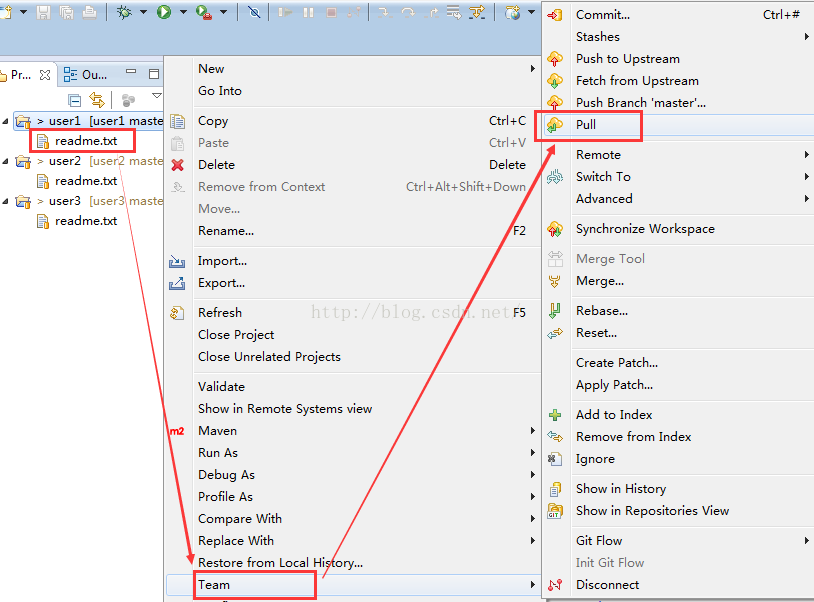 Pr...
Ou...
> user1 [user1 maste
readme.txt
> user2 [user2 maste
readme.txt
> user3 [user3 maste
readme.txt
New
Go Into
Copy Ctrl+C
Paste Ctrl+V
Delete Delete
Remove from Context Ctrl+Alt+Shift+Down
Move...
Rename... F2
Import...
Export...
Refresh F5
Close Project
Close Unrelated Projects
Validate
Show in Remote Systems view
m2 Maven
Run As
Debug As
Profile As
Compare With
Replace With
Restore from Local History...
Team
Commit... Ctrl+#
Stashes
Push to Upstream
Fetch from Upstream
Push Branch 'master'...
Pull
Remote
Switch To
Advanced
Synchronize Workspace
Merge Tool
Merge...
Rebase...
Reset...
Create Patch...
Apply Patch...
Add to Index
Remove from Index
Ignore
Show in History
GIT Show in Repositories View
Git Flow
Init Git Flow
Disconnect
http://blog.csdn.net/